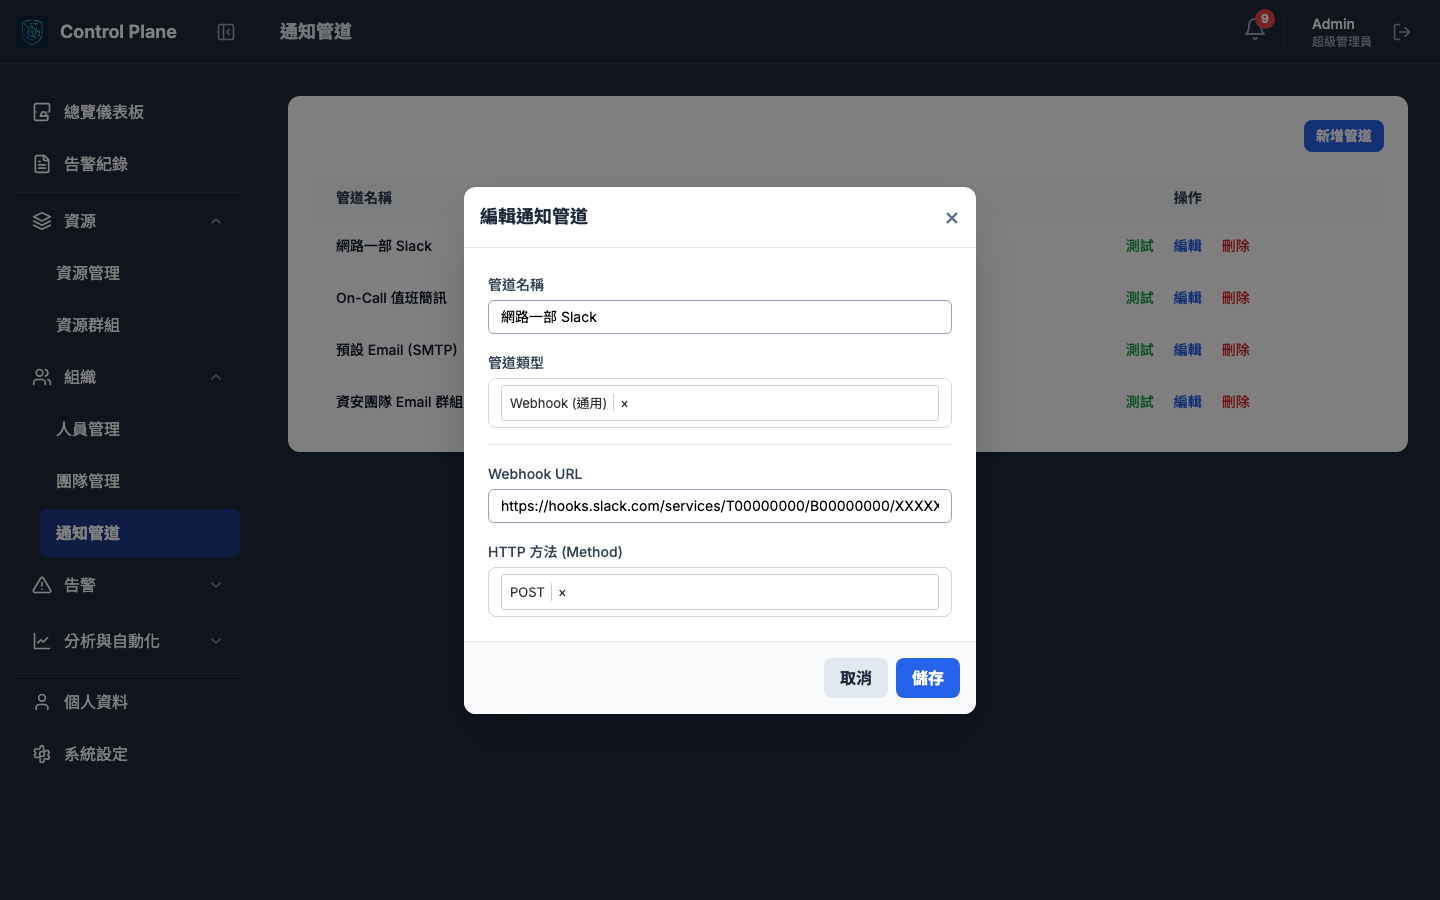 Control Plane
通知管道
9
Admin
超級管理員
總覽儀表板
告警紀錄
資源
資源管理
資源群組
組織
人員管理
團隊管理
通知管道
告警
分析與自動化
個人資料
系統設定
新增管道
管道名稱 操作
網路一部 Slack 測試 編輯 刪除
On-Call 值班簡訊 測試 編輯 刪除
預設 Email (SMTP) 測試 編輯 刪除
資安團隊 Email 群組 測試 編輯 刪除
編輯通知管道 ×
管道名稱
網路一部 Slack
管道類型
Webhook (通用) ×
Webhook URL
https://hooks.slack.com/services/T00000000/B00000000/XXXXX
HTTP 方法 (Method)
POST ×
取消 儲存